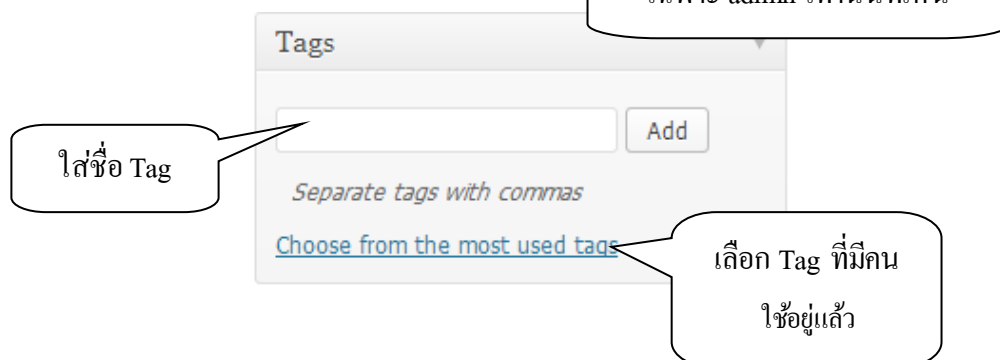 Tags
Add
ใส่ชื่อ Tag
Separate tags with commas
Choose from the most used tags
เลือก Tag ที่มีคน
ใช้อยู่แล้ว